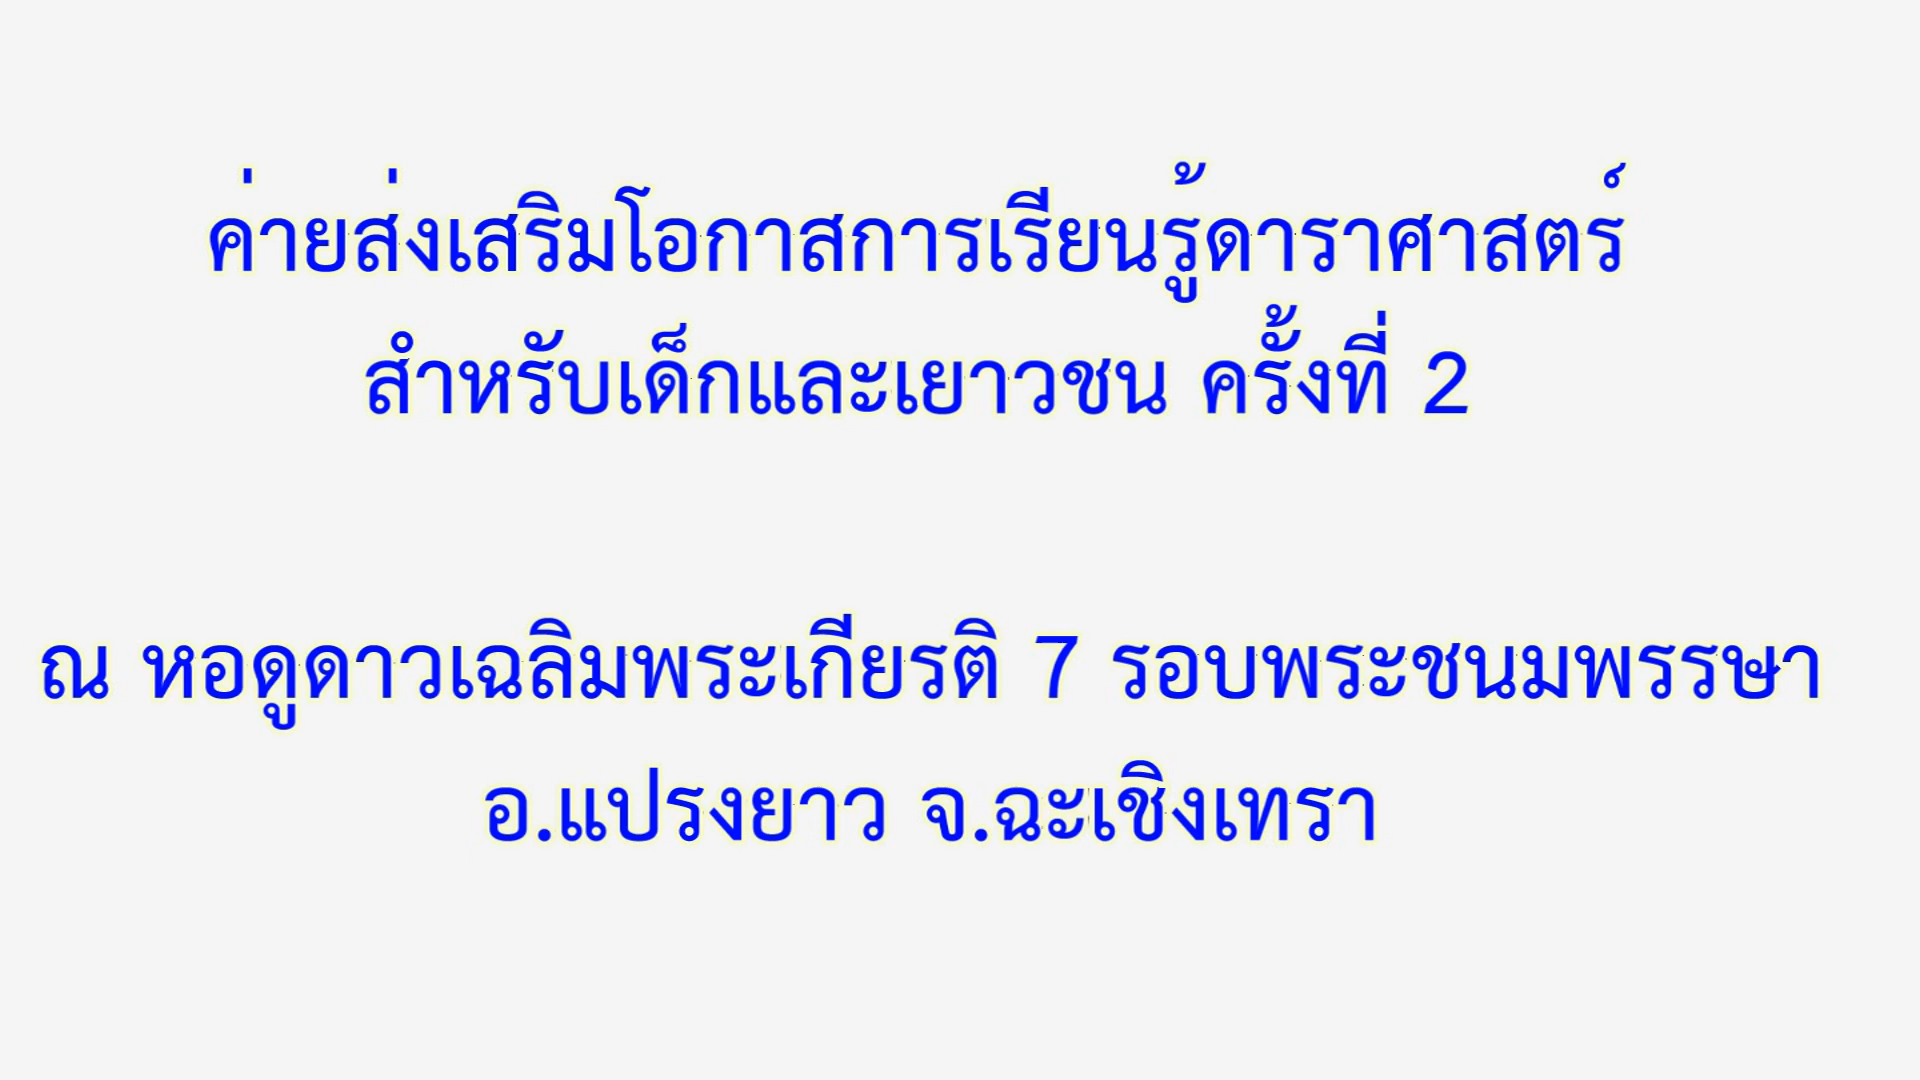 ค่ายส่งเสริมโอกาสการเรียนรู้ดาราศาสตร์
สำหรับเด็กและเยาวชน ครั้งที่ 2
ณ หอดูดาวเฉลิมพระเกียรติ 7 รอบพระชนมพรรษา
อ.แปรงยาว จ.ฉะเชิงเทรา